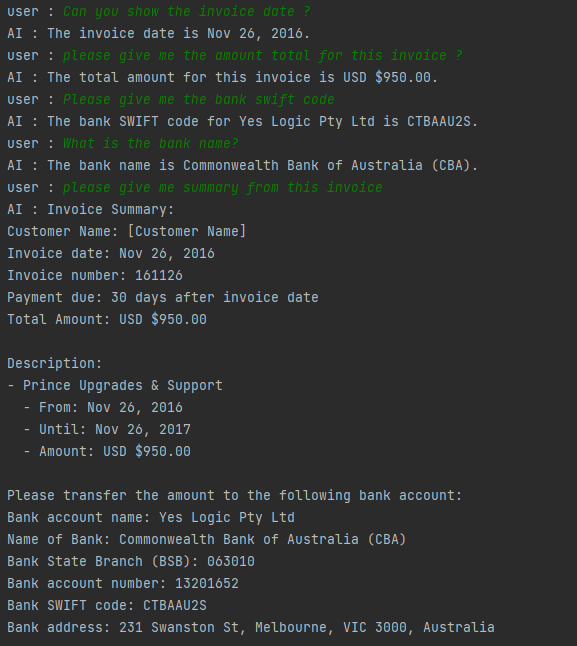 user : Can you show the invoice date ?
AI : The invoice date is Nov 26, 2016.
user : please give me the amount total for this invoice ?
AI : The total amount for this invoice is USD $950.00.
user : Please give me the bank swift code
AI : The bank SWIFT code for Yes Logic Pty Ltd is CTBAAU2S.
user : What is the bank name?
AI : The bank name is Commonwealth Bank of Australia (CBA).
user : please give me summary from this invoice
AI : Invoice Summary:
Customer Name: [Customer Name]
Invoice date: Nov 26, 2016
Invoice number: 161126
Payment due: 30 days after invoice date
Total Amount: USD $950.00
Description:
- Prince Upgrades & Support
- From: Nov 26, 2016
- Until: Nov 26, 2017
- Amount: USD $950.00
Please transfer the amount to the following bank account:
Bank account name: Yes Logic Pty Ltd
Name of Bank: Commonwealth Bank of Australia (CBA)
Bank State Branch (BSB): 063010
Bank account number: 13201652
Bank SWIFT code: CTBAAU2S
Bank address: 231 Swanston St, Melbourne, VIC 3000, Australia